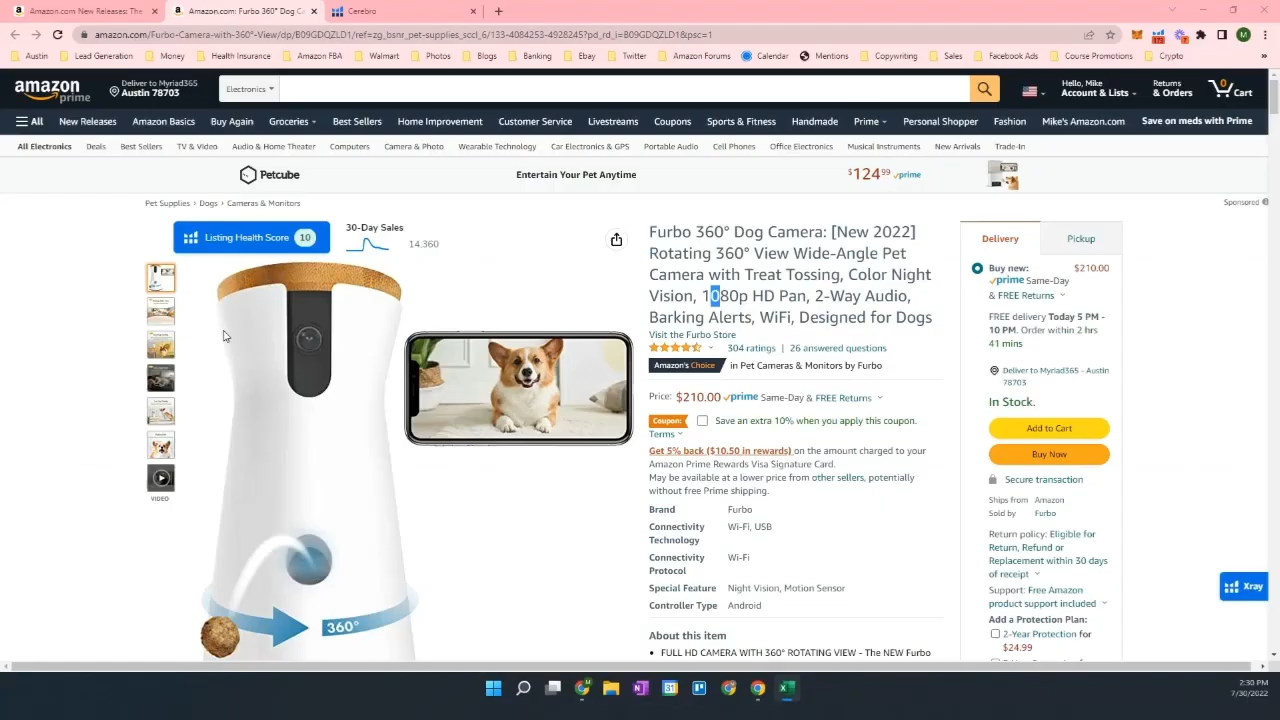 Amazon.com New Releases: The
Amazon.com: Furbo 360° Dog C
Cerebro
amazon.com/Furbo-Camera-with-360°-View/dp/B09GDQZLD1/ref=zg_bsnr_pet-supplies_sccl_6/133-4084253-4928245?pd_rd_i=B09GDQZLD1&psc=1
Austin
Lead Generation
Money
Health Insurance
Amazon FBA
Walmart
Photos
Blogs
Banking
Ebay
Twitter
Amazon Forums
Calendar
Mentions
Copywriting
Sales
Facebook Ads
Course Promotions
Crypto
»
amazon
prime
Deliver to Myriad365
Austin 78703
Electronics
Hello, Mike
Account & Lists
Returns
& Orders
0
Cart
All
New Releases
Amazon Basics
Buy Again
Groceries
Best Sellers
Home Improvement
Customer Service
Livestreams
Coupons
Sports & Fitness
Handmade
Prime
Personal Shopper
Fashion
Mike's Amazon.com
Save on meds with Prime
All Electronics
Deals
Best Sellers
TV & Video
Audio & Home Theater
Computers
Camera & Photo
Wearable Technology
Car Electronics & GPS
Portable Audio
Cell Phones
Office Electronics
Musical Instruments
New Arrivals
Trade-In
Petcube
Entertain Your Pet Anytime
$124.99 prime
Pet Supplies › Dogs › Cameras & Monitors
Sponsored
Listing Health Score 10
30-Day Sales
14,360
VIDEO
360°
Furbo 360° Dog Camera: [New 2022]
Rotating 360° View Wide-Angle Pet
Camera with Treat Tossing, Color Night
Vision, 1080p HD Pan, 2-Way Audio,
Barking Alerts, WiFi, Designed for Dogs
Visit the Furbo Store
304 ratings | 26 answered questions
Amazon's Choice in Pet Cameras & Monitors by Furbo
Price: $210.00 prime Same-Day & FREE Returns
Coupon: Save an extra 10% when you apply this coupon.
Terms
Get 5% back ($10.50 in rewards) on the amount charged to your
Amazon Prime Rewards Visa Signature Card.
May be available at a lower price from other sellers, potentially
without free Prime shipping.
Brand Furbo
Connectivity Wi-Fi, USB
Technology
Connectivity Wi-Fi
Protocol
Special Feature Night Vision, Motion Sensor
Controller Type Android
About this item
• FULL HD CAMERA WITH 360° ROTATING VIEW - The NEW Furbo
Delivery
Pickup
Buy new: $210.00
prime Same-Day
& FREE Returns
FREE delivery Today 5 PM -
10 PM. Order within 2 hrs
41 mins
Deliver to Myriad365 - Austin
78703
In Stock.
Add to Cart
Buy Now
Secure transaction
Ships from Amazon
Sold by Furbo
Return policy: Eligible for
Return, Refund or
Replacement within 30 days
of receipt
Support: Free Amazon
product support included
Add a Protection Plan:
2-Year Protection for
$24.99
Xray
2:30 PM
7/30/2022